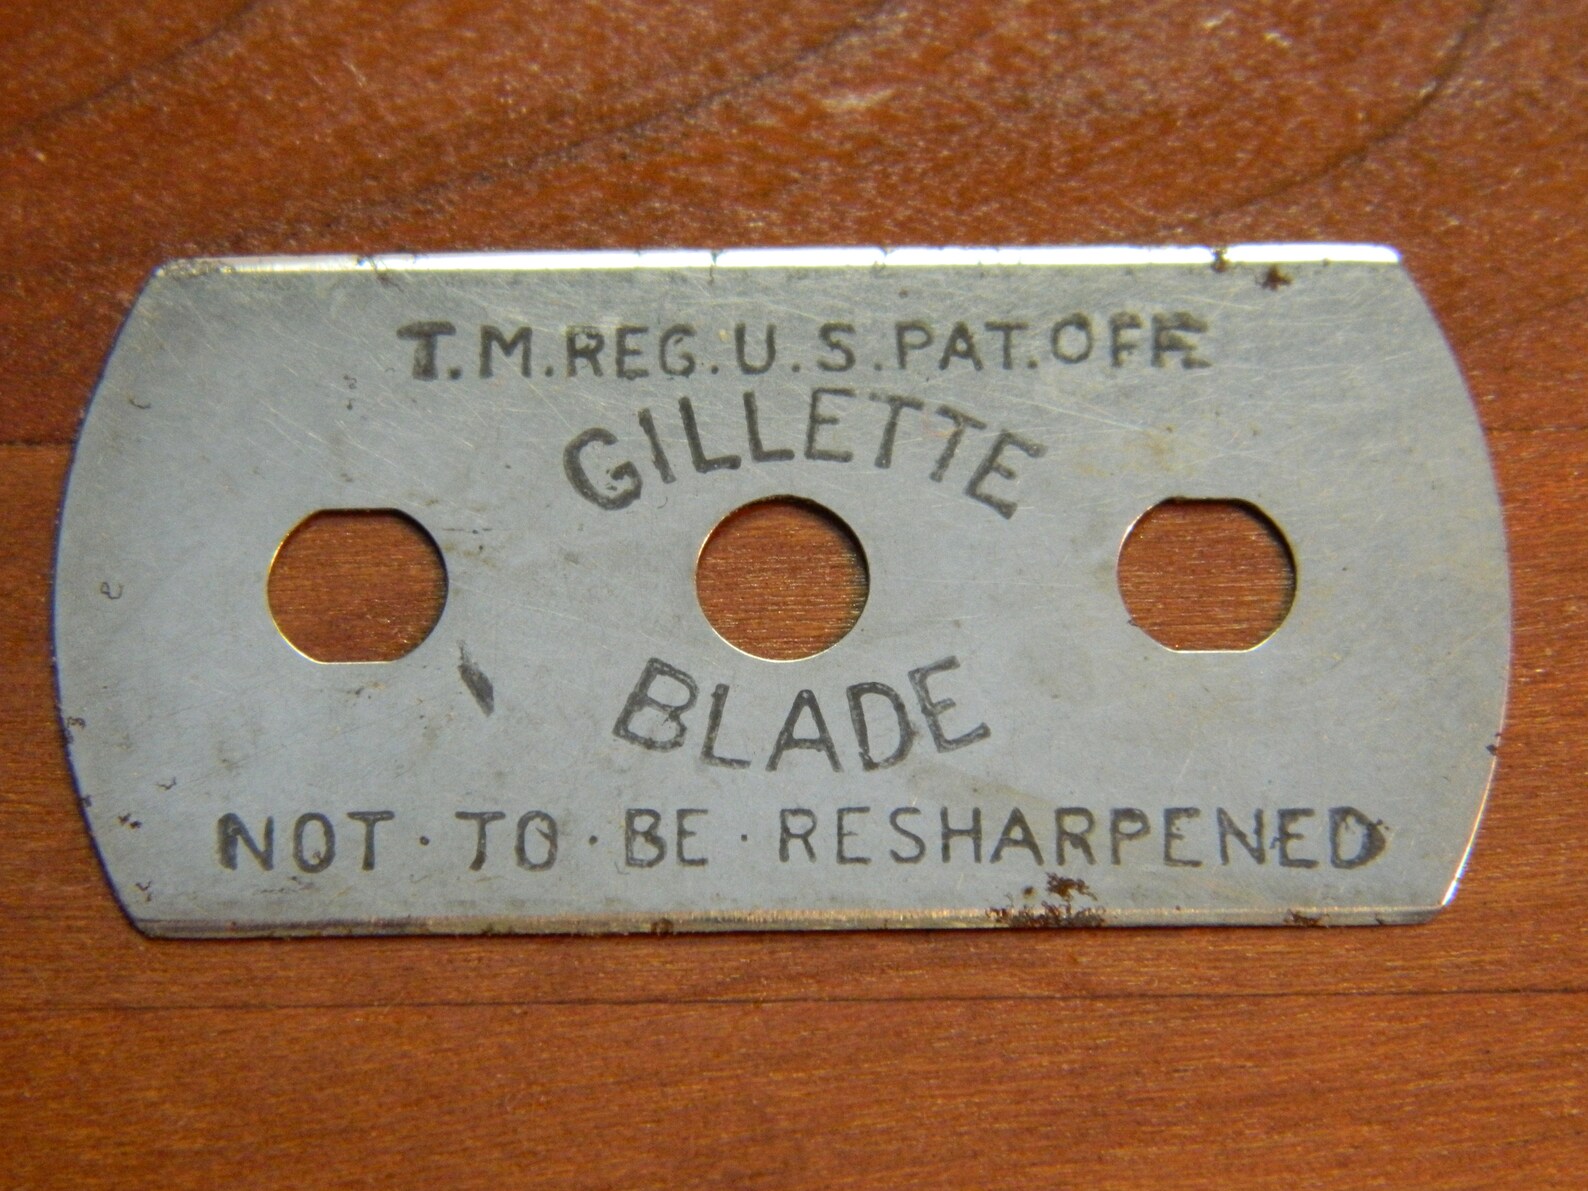 T.M.REG.U.S.PAT.OFF.
GILLETTE
BLADE
NOT·TO·BE·RESHARPENED